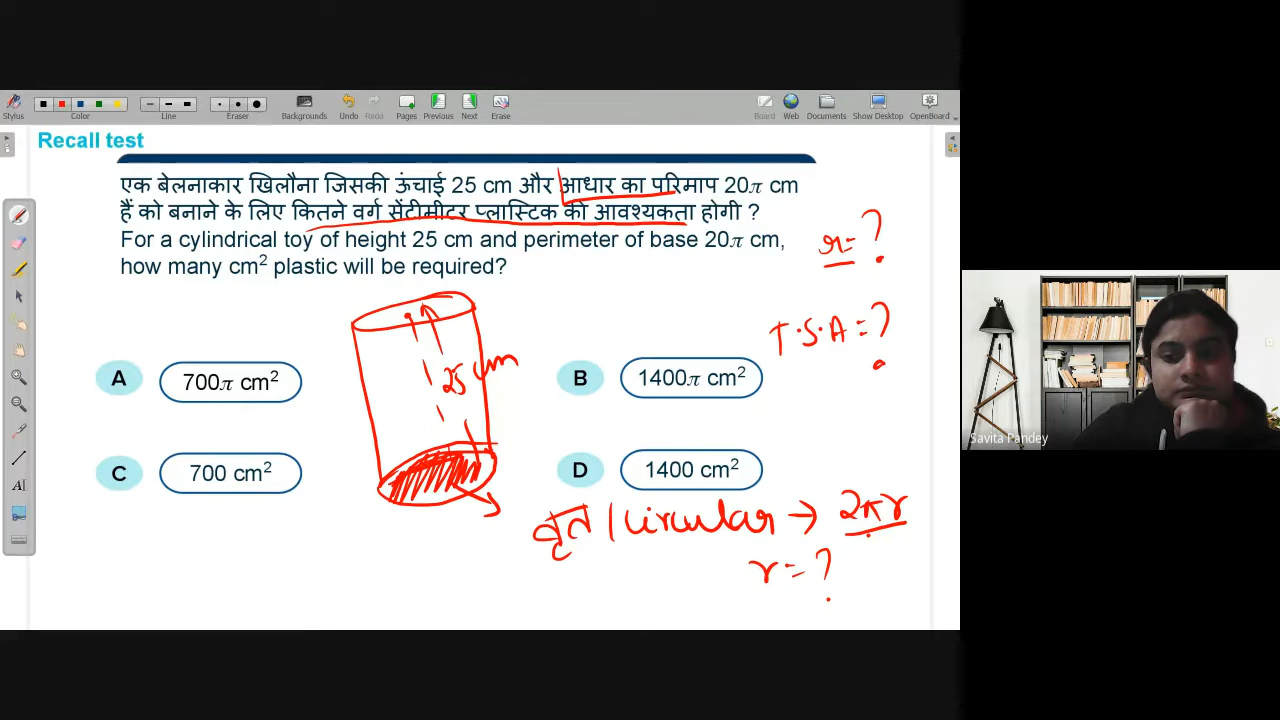 Stylus
Color
Line
Eraser
Backgrounds
Undo
Redo
Pages
Previous
Next
Erase
Board
Web
Documents
Show Desktop
OpenBoard
Recall test
एक बेलनाकार खिलौना जिसकी ऊंचाई 25 cm और आधार का परिमाप 20π cm
हैं को बनाने के लिए कितने वर्ग सेंटीमीटर प्लास्टिक की आवश्यकता होगी ?
For a cylindrical toy of height 25 cm and perimeter of base 20π cm,
how many cm² plastic will be required?
r=?
T.S.A=?
25 cm
A 700π cm²
B 1400π cm²
C 700 cm²
D 1400 cm²
वृत | Circular → 2πr
r=?
Savita Pandey